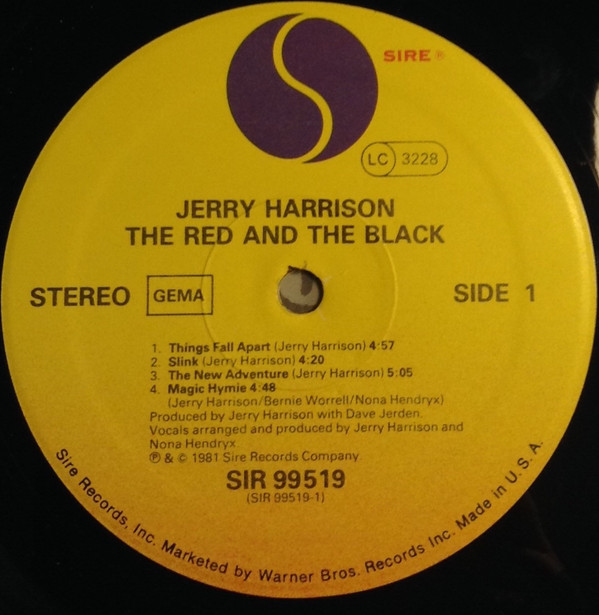 SIRE ®
LC 3228
JERRY HARRISON
THE RED AND THE BLACK
STEREO GEMA SIDE 1
1. Things Fall Apart (Jerry Harrison) 4:57
2. Slink (Jerry Harrison) 4:20
3. The New Adventure (Jerry Harrison) 5:05
4. Magic Hymie 4:48
(Jerry Harrison/Bernie Worrell/Nona Hendryx)
Produced by Jerry Harrison with Dave Jerden.
Vocals arranged and produced by Jerry Harrison and
Nona Hendryx
℗ & © 1981 Sire Records Company
SIR 99519
(SIR 99519-1)
Sire Records, Inc. Marketed by Warner Bros. Records Inc. Made in U.S.A.